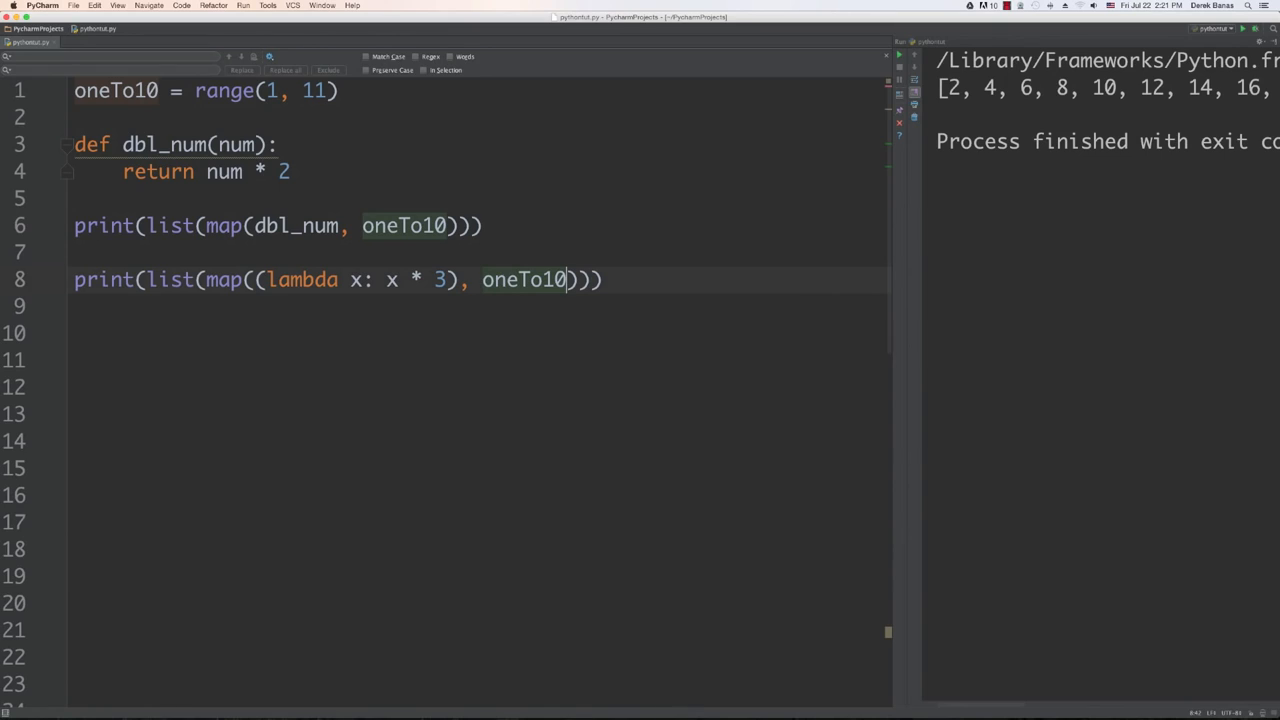 PyCharm File Edit View Navigate Code Refactor Run Tools VCS Window Help 10 Fri Jul 22 2:21 PM Derek Banas
pythontut.py - PycharmProjects - [~/PycharmProjects]
PycharmProjects pythontut.py pythontut
pythontut.py Run pythontut
Match Case Regex Words
Replace Replace all Exclude Preserve Case In Selection
1 oneTo10 = range(1, 11)
2
3 def dbl_num(num):
4 return num * 2
5
6 print(list(map(dbl_num, oneTo10)))
7
8 print(list(map((lambda x: x * 3), oneTo10)))
9
10
11
12
13
14
15
16
17
18
19
20
21
22
23
/Library/Frameworks/Python.fr
[2, 4, 6, 8, 10, 12, 14, 16,
Process finished with exit co
8:42 LF≑ UTF-8≑